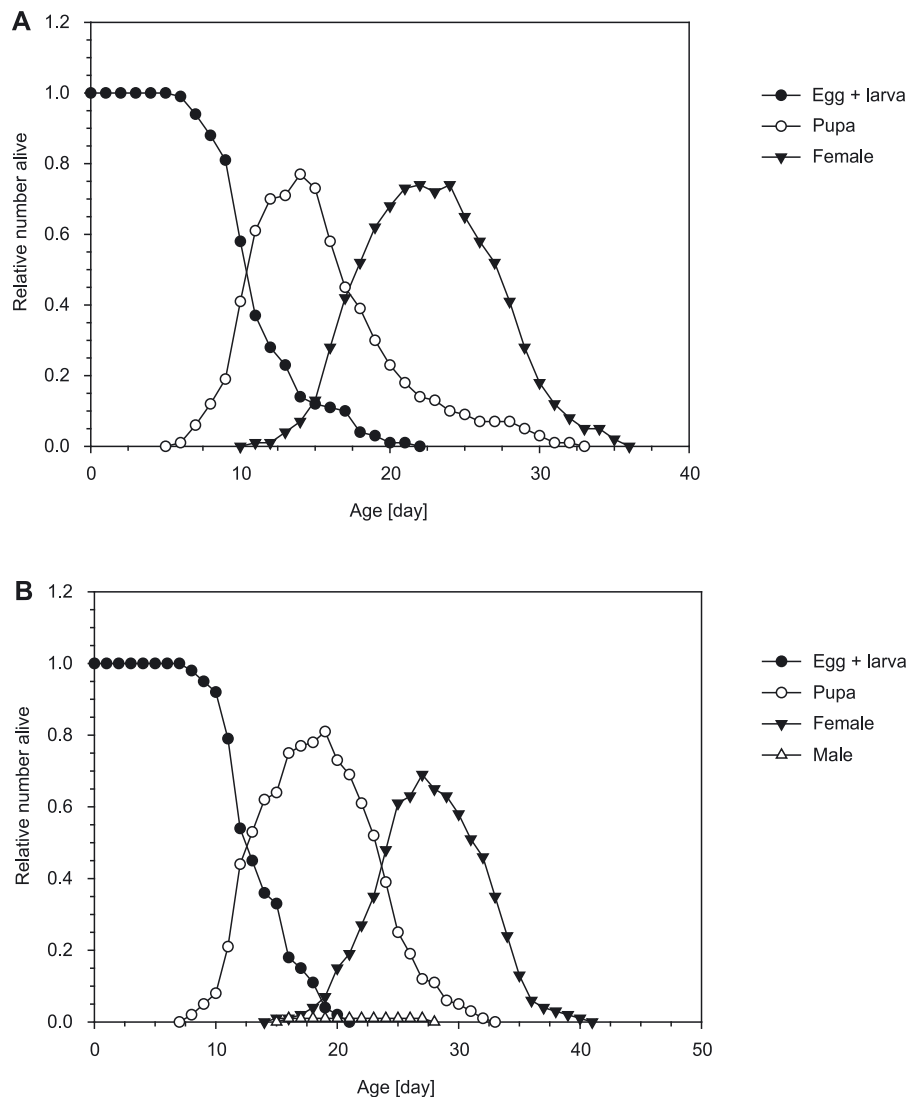 A
1.2
1.0
0.8
0.6
0.4
0.2
0.0
Relative number alive
0 10 20 30 40
Age [day]
Egg + larva
Pupa
Female
B
1.2
1.0
0.8
0.6
0.4
0.2
0.0
Relative number alive
0 10 20 30 40 50
Age [day]
Egg + larva
Pupa
Female
Male